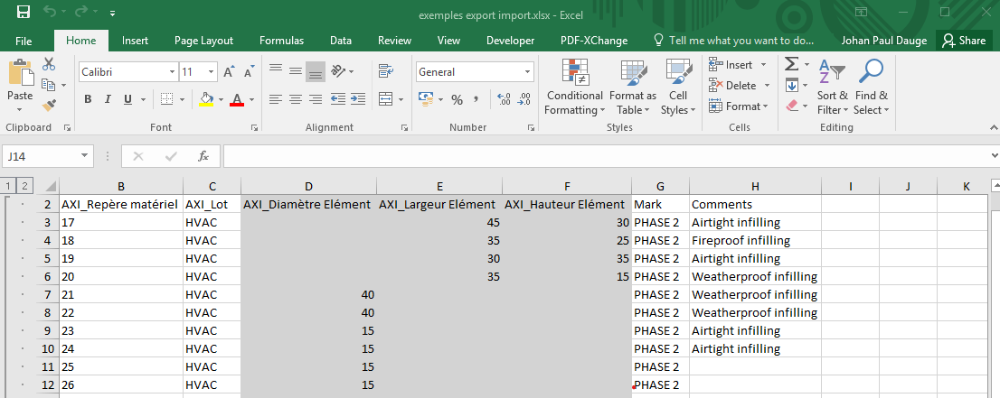 exemples export import.xlsx - Excel
File Home Insert Page Layout Formulas Data Review View Developer PDF-XChange Tell me what you want to do... Johan Paul Dauge Share
Calibri 11 General Insert
Paste Conditional Formatting Format as Table Cell Styles Delete Sort & Filter Find & Select
B I U A % , Format
Clipboard Font Alignment Number Styles Cells Editing
J14 fx
1 2 B C D E F G H I J K
2 AXI_Repère matériel AXI_Lot AXI_Diamètre Elément AXI_Largeur Elément AXI_Hauteur Elément Mark Comments
3 17 HVAC 45 30 PHASE 2 Airtight infilling
4 18 HVAC 35 25 PHASE 2 Fireproof infilling
5 19 HVAC 30 35 PHASE 2 Airtight infilling
6 20 HVAC 35 15 PHASE 2 Weatherproof infilling
7 21 HVAC 40 PHASE 2 Weatherproof infilling
8 22 HVAC 40 PHASE 2 Weatherproof infilling
9 23 HVAC 15 PHASE 2 Airtight infilling
10 24 HVAC 15 PHASE 2 Airtight infilling
11 25 HVAC 15 PHASE 2
12 26 HVAC 15 PHASE 2